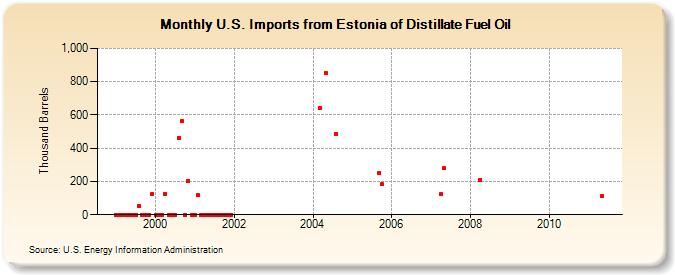 Monthly U.S. Imports from Estonia of Distillate Fuel Oil
Thousand Barrels
1,000
800
600
400
200
0
2000 2002 2004 2006 2008 2010
Source: U.S. Energy Information Administration